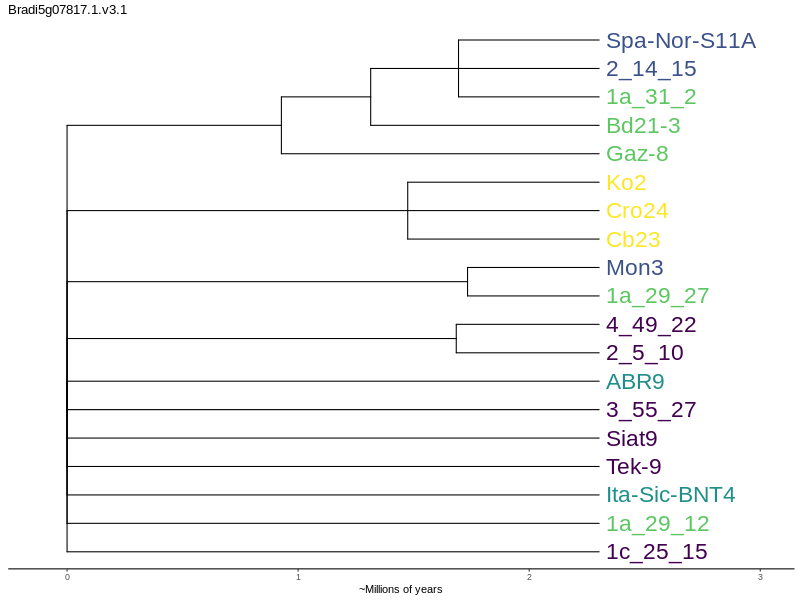 Bradi5g07817.1.v3.1
Spa-Nor-S11A
2_14_15
1a_31_2
Bd21-3
Gaz-8
Ko2
Cro24
Cb23
Mon3
1a_29_27
4_49_22
2_5_10
ABR9
3_55_27
Siat9
Tek-9
Ita-Sic-BNT4
1a_29_12
1c_25_15
0 1 2 3
~Millions of years